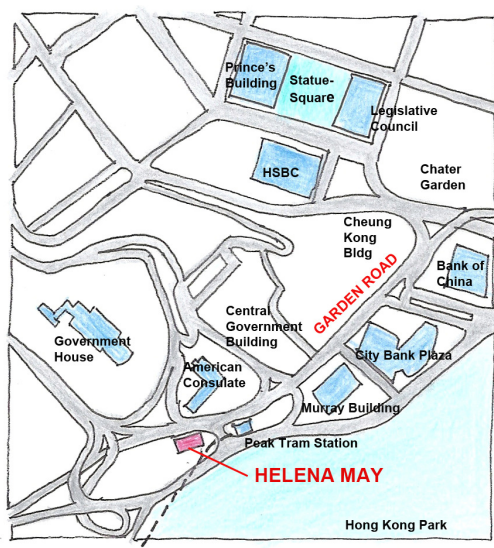 Prince's
Building
Statue-
Square
Legislative
Council
HSBC
Chater
Garden
Cheung
Kong
Bldg
GARDEN ROAD
Bank of
China
Central
Government
Building
Government
House
City Bank Plaza
American
Consulate
Murray Building
Peak Tram Station
HELENA MAY
Hong Kong Park